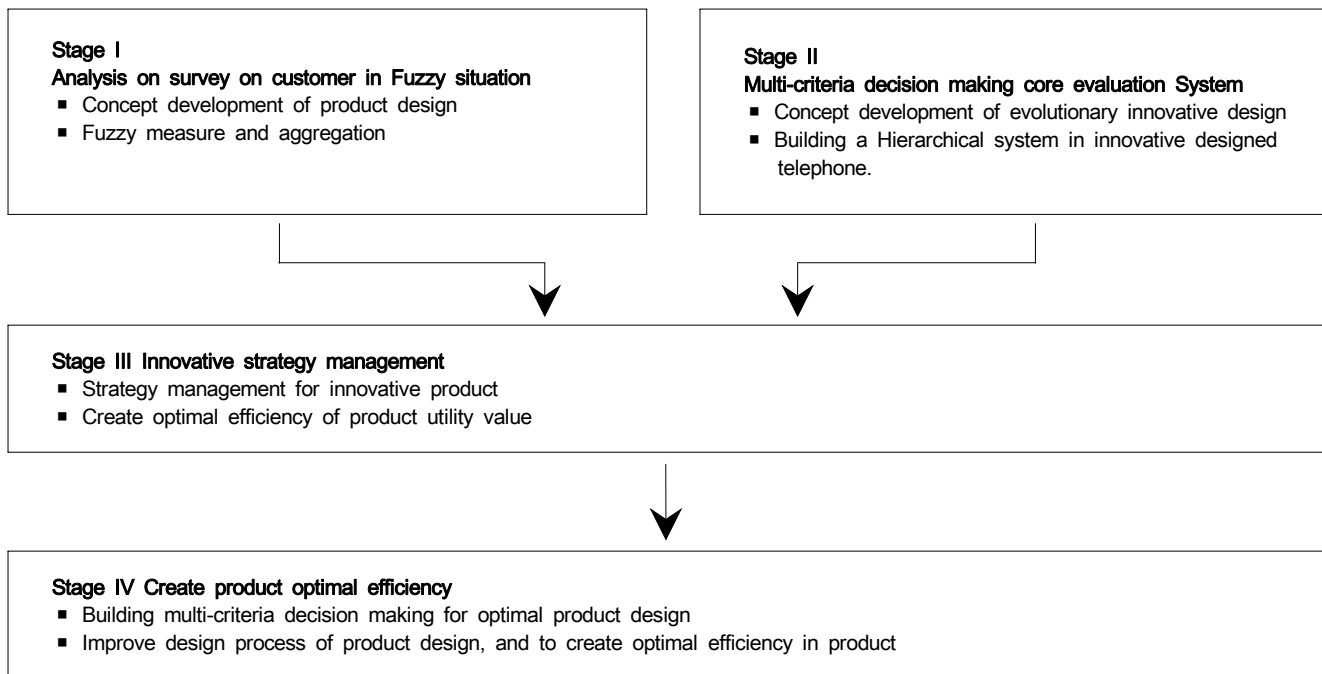 Stage I
Analysis on survey on customer in Fuzzy situation
▪ Concept development of product design
▪ Fuzzy measure and aggregation
Stage II
Multi-criteria decision making core evaluation System
▪ Concept development of evolutionary innovative design
▪ Building a Hierarchical system in innovative designed
telephone.
Stage III Innovative strategy management
▪ Strategy management for innovative product
▪ Create optimal efficiency of product utility value
Stage IV Create product optimal efficiency
▪ Building multi-criteria decision making for optimal product design
▪ Improve design process of product design, and to create optimal efficiency in product